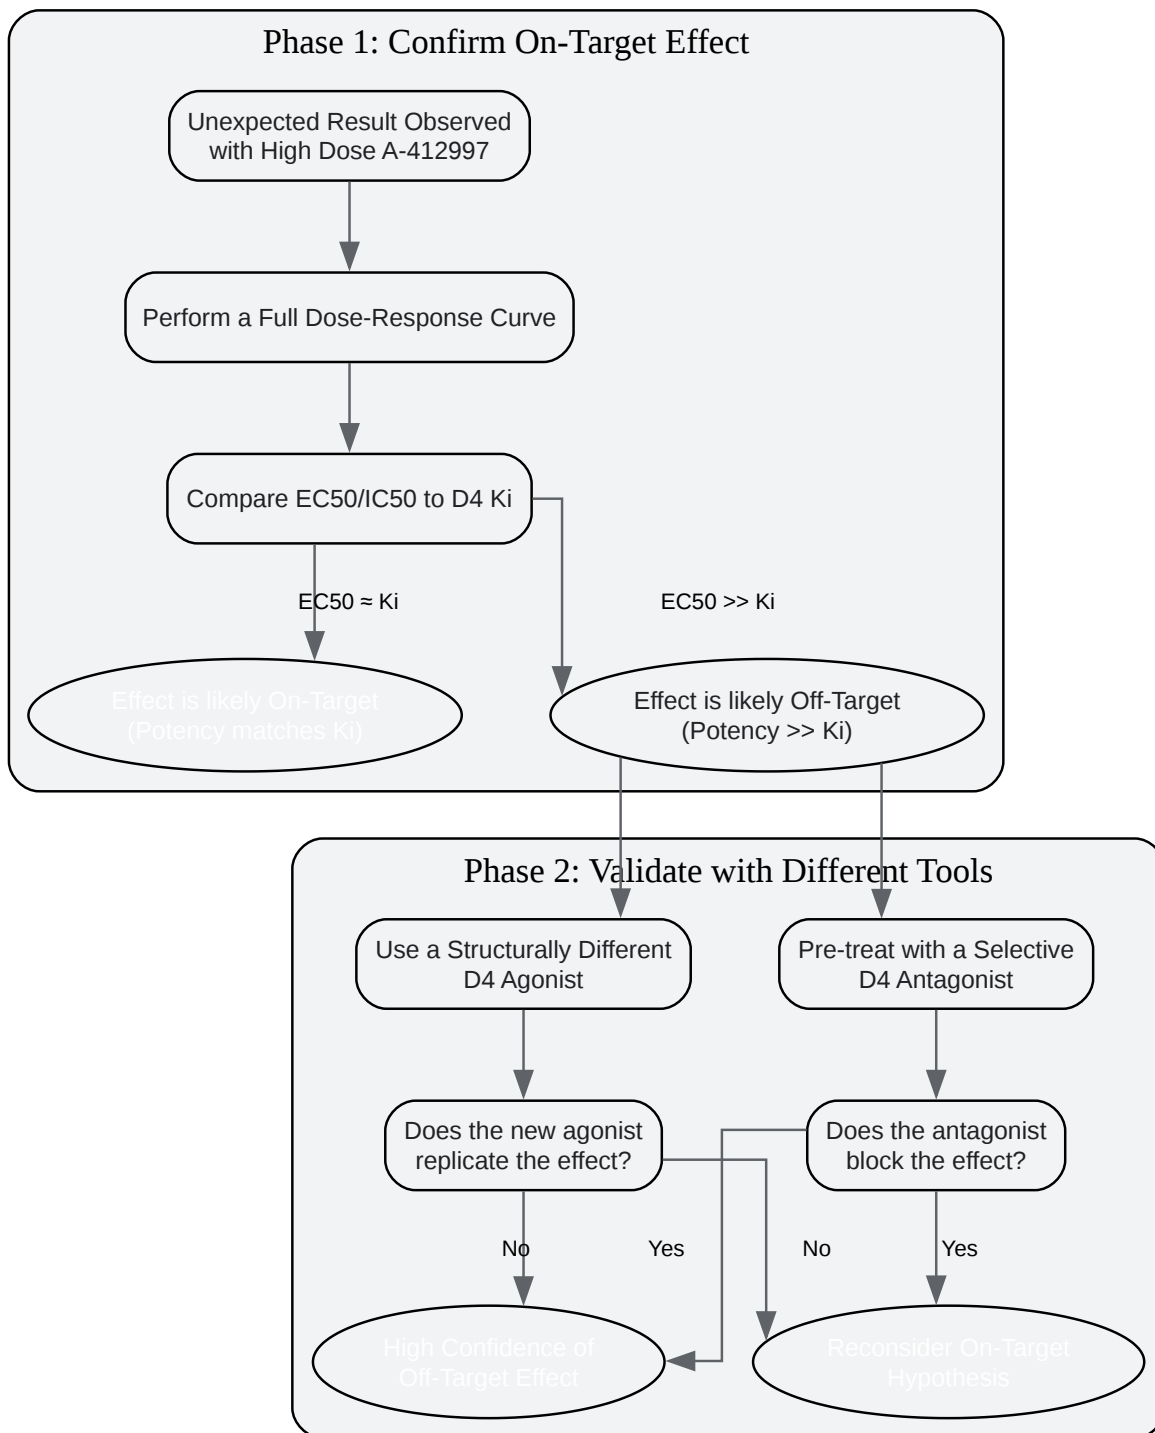 Phase 1: Confirm On-Target Effect
Unexpected Result Observed
with High Dose A-412997
Perform a Full Dose-Response Curve
Compare EC50/IC50 to D4 Ki
EC50 ≈ Ki
EC50 >> Ki
Effect is likely On-Target
(Potency matches Ki)
Effect is likely Off-Target
(Potency >> Ki)
Phase 2: Validate with Different Tools
Use a Structurally Different
D4 Agonist
Pre-treat with a Selective
D4 Antagonist
Does the new agonist
replicate the effect?
Does the antagonist
block the effect?
No
Yes
No
Yes
High Confidence of
Off-Target Effect
Reconsider On-Target
Hypothesis